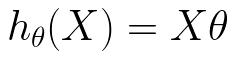 h_θ(X) = Xθ